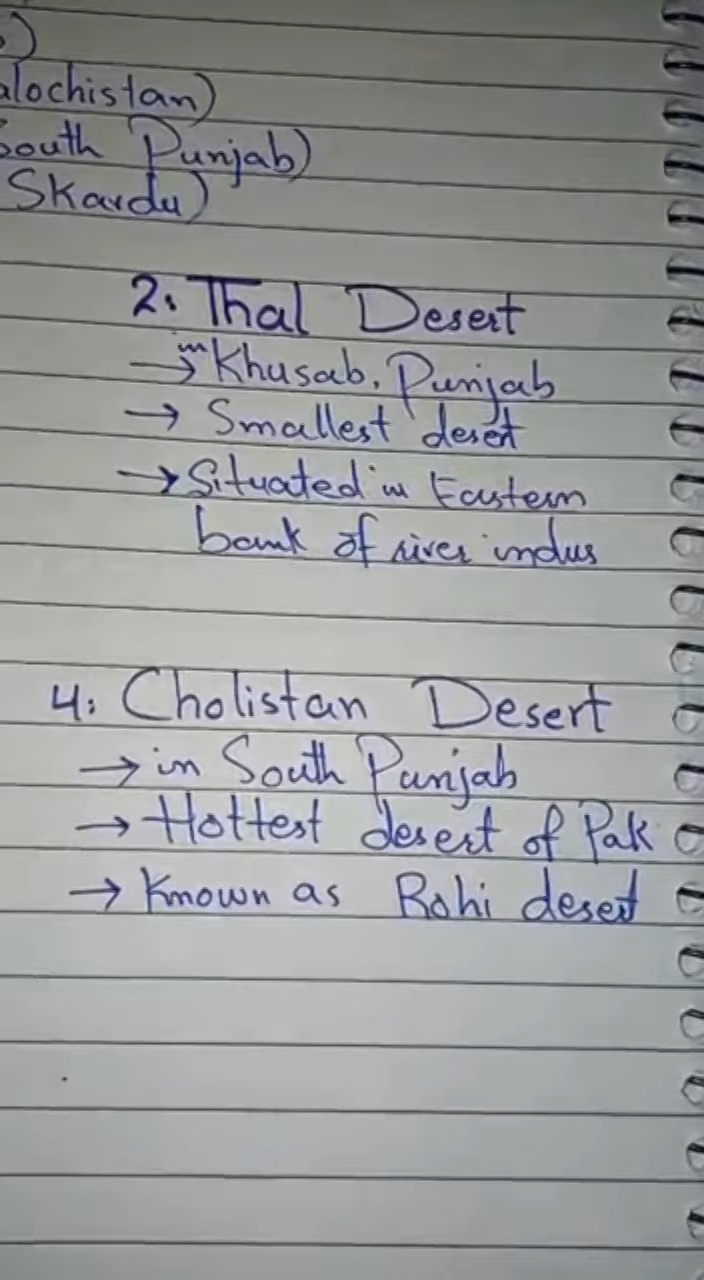 )
alochistan)
South Punjab)
Skardu)
2. Thal Desert
→ in Khusab, Punjab
→ Smallest desert
→ Situated in Eastern
bank of river indus
4: Cholistan Desert
→ in South Punjab
→ Hottest desert of Pak
→ Known as Rohi desert